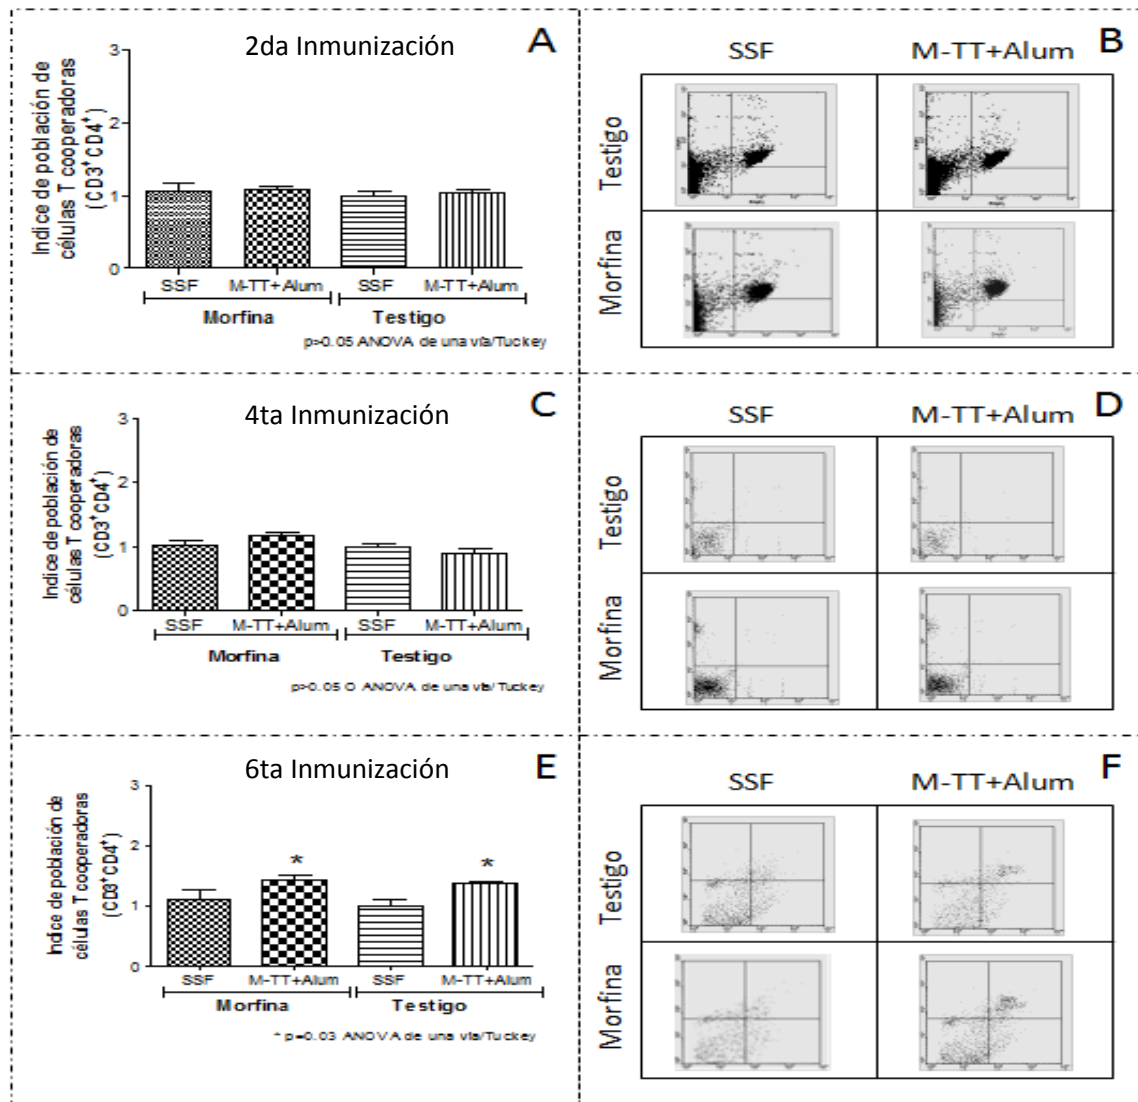 2da Inmunización
A
Indice de población de
células T cooperadoras
(CD3⁺CD4⁺)
3
2
1
0
SSF
M-TT+Alum
SSF
M-TT+Alum
Morfina
Testigo
p>0.05 ANOVA de una vía/Tuckey
B
SSF
M-TT+Alum
Testigo
Morfina
4ta Inmunización
C
Indice de población de
células T cooperadoras
(CD3⁺CD4⁺)
3
2
1
0
SSF
M-TT+Alum
SSF
M-TT+Alum
Morfina
Testigo
p>0.05 O ANOVA de una vía/Tuckey
D
SSF
M-TT+Alum
Testigo
Morfina
6ta Inmunización
E
Indice de población de
células T cooperadoras
(CD3⁺CD4⁺)
3
2
1
0
*
*
SSF
M-TT+Alum
SSF
M-TT+Alum
Morfina
Testigo
* p=0.03 ANOVA de una vía/Tuckey
F
SSF
M-TT+Alum
Testigo
Morfina